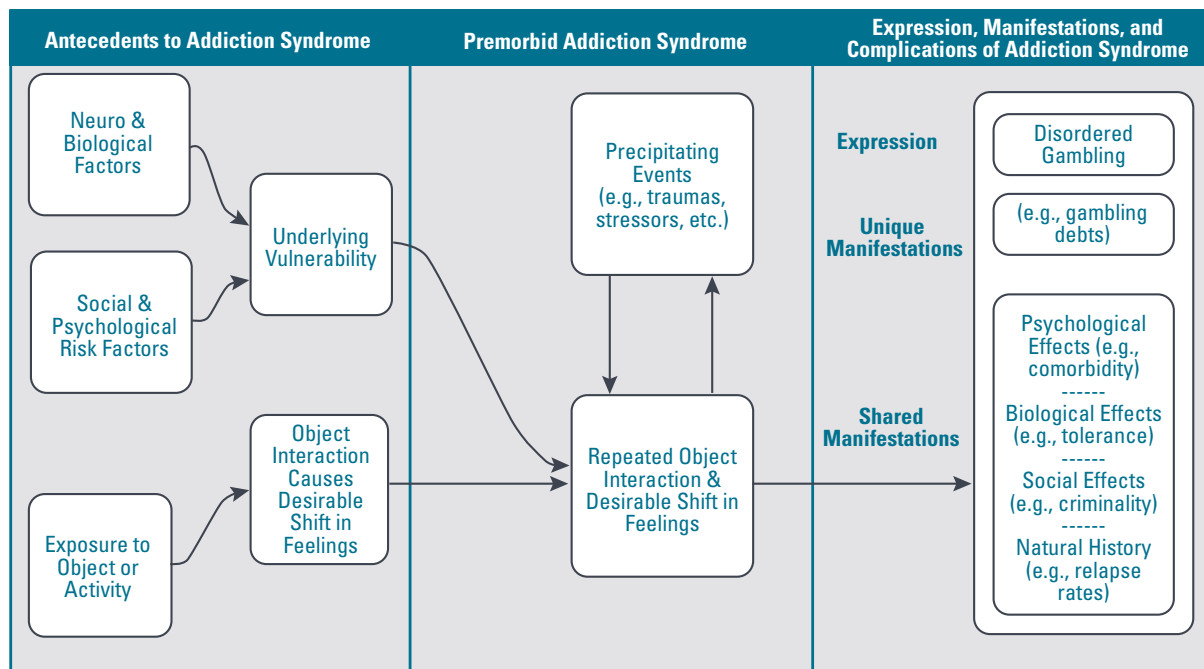 Antecedents to Addiction Syndrome
Premorbid Addiction Syndrome
Expression, Manifestations, and
Complications of Addiction Syndrome
Neuro &
Biological
Factors
Social &
Psychological
Risk Factors
Underlying
Vulnerability
Exposure to
Object or
Activity
Object
Interaction
Causes
Desirable
Shift in
Feelings
Precipitating
Events
(e.g., traumas,
stressors, etc.)
Repeated Object
Interaction &
Desirable Shift in
Feelings
Expression
Disordered
Gambling
Unique
Manifestations
(e.g., gambling
debts)
Shared
Manifestations
Psychological
Effects (e.g.,
comorbidity)
------
Biological Effects
(e.g., tolerance)
------
Social Effects
(e.g., criminality)
------
Natural History
(e.g., relapse
rates)